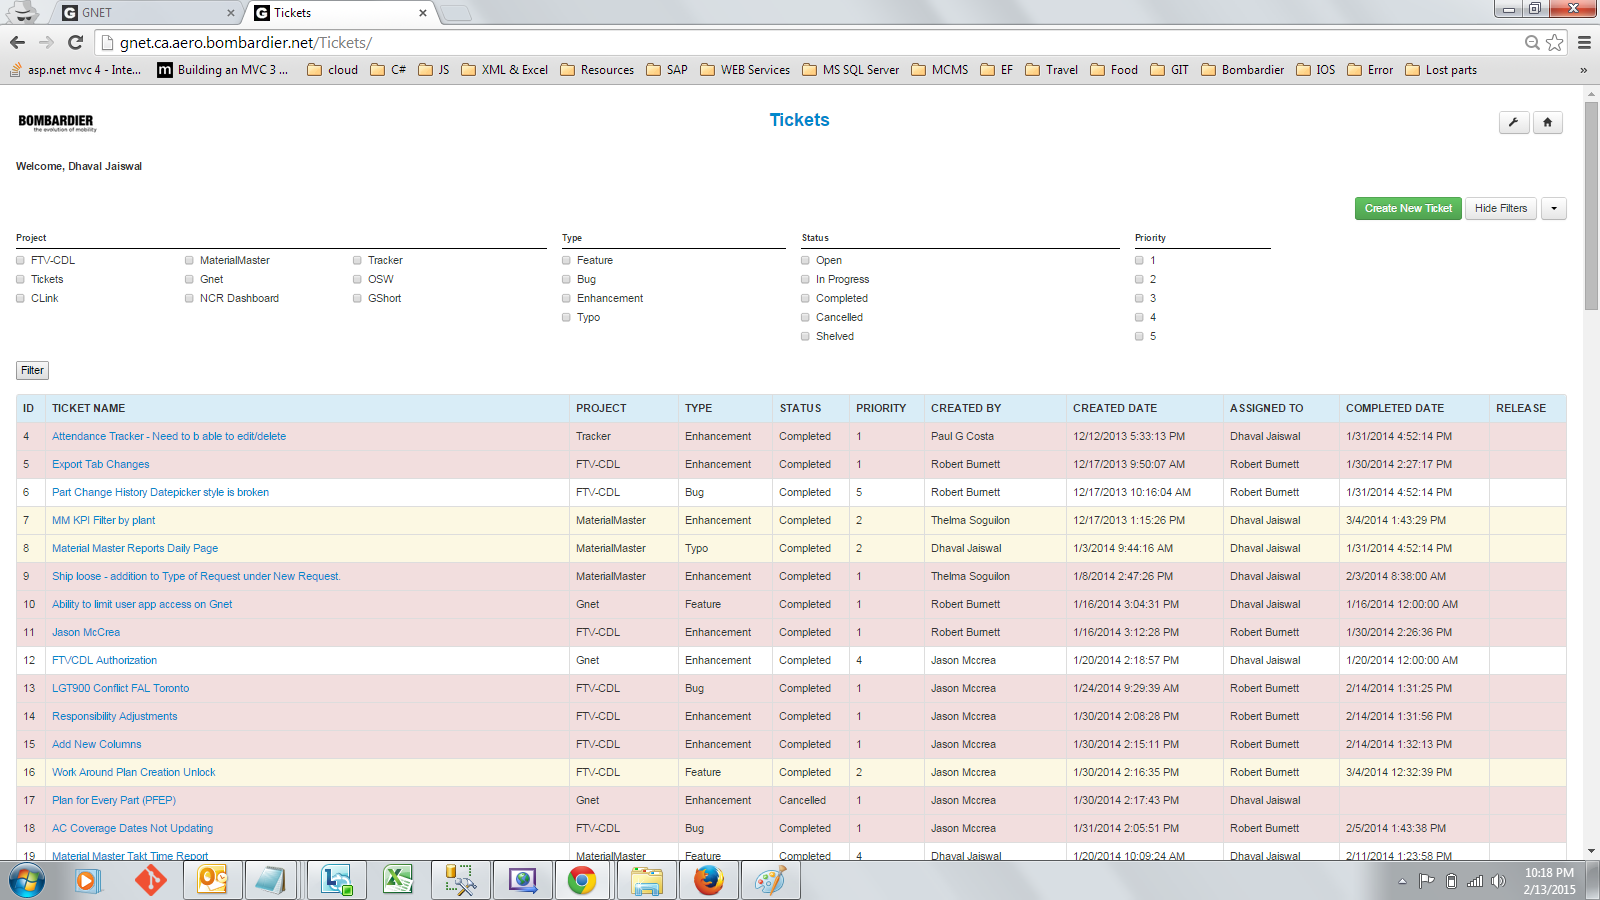 GNET
Tickets
gnet.ca.aero.bombardier.net/Tickets/
asp.net mvc 4 - Inte... Building an MVC 3 ... cloud C# JS XML & Excel Resources SAP WEB Services MS SQL Server MCMS EF Travel Food GIT Bombardier IOS Error Lost parts »
BOMBARDIER
the evolution of mobility
Tickets
Welcome, Dhaval Jaiswal
Create New Ticket Hide Filters
Project Type Status Priority
FTV-CDL MaterialMaster Tracker Feature Open 1
Tickets Gnet OSW Bug In Progress 2
CLink NCR Dashboard GShort Enhancement Completed 3
Typo Cancelled 4
Shelved 5
Filter
ID TICKET NAME PROJECT TYPE STATUS PRIORITY CREATED BY CREATED DATE ASSIGNED TO COMPLETED DATE RELEASE
4 Attendance Tracker - Need to b able to edit/delete Tracker Enhancement Completed 1 Paul G Costa 12/12/2013 5:33:13 PM Dhaval Jaiswal 1/31/2014 4:52:14 PM
5 Export Tab Changes FTV-CDL Enhancement Completed 1 Robert Burnett 12/17/2013 9:50:07 AM Robert Burnett 1/30/2014 2:27:17 PM
6 Part Change History Datepicker style is broken FTV-CDL Bug Completed 5 Robert Burnett 12/17/2013 10:16:04 AM Robert Burnett 1/31/2014 4:52:14 PM
7 MM KPI Filter by plant MaterialMaster Enhancement Completed 2 Thelma Soguilon 12/17/2013 1:15:26 PM Dhaval Jaiswal 3/4/2014 1:43:29 PM
8 Material Master Reports Daily Page MaterialMaster Typo Completed 2 Dhaval Jaiswal 1/3/2014 9:44:16 AM Dhaval Jaiswal 1/31/2014 4:52:14 PM
9 Ship loose - addition to Type of Request under New Request. MaterialMaster Enhancement Completed 1 Thelma Soguilon 1/8/2014 2:47:26 PM Dhaval Jaiswal 2/3/2014 8:38:00 AM
10 Ability to limit user app access on Gnet Gnet Feature Completed 1 Robert Burnett 1/16/2014 3:04:31 PM Dhaval Jaiswal 1/16/2014 12:00:00 AM
11 Jason McCrea FTV-CDL Enhancement Completed 1 Robert Burnett 1/16/2014 3:12:28 PM Robert Burnett 1/30/2014 2:26:36 PM
12 FTVCDL Authorization Gnet Enhancement Completed 4 Jason Mccrea 1/20/2014 2:18:57 PM Dhaval Jaiswal 1/20/2014 12:00:00 AM
13 LGT900 Conflict FAL Toronto FTV-CDL Bug Completed 1 Jason Mccrea 1/24/2014 9:29:39 AM Robert Burnett 2/14/2014 1:31:25 PM
14 Responsibility Adjustments FTV-CDL Enhancement Completed 1 Jason Mccrea 1/30/2014 2:08:28 PM Robert Burnett 2/14/2014 1:31:56 PM
15 Add New Columns FTV-CDL Enhancement Completed 1 Jason Mccrea 1/30/2014 2:15:11 PM Robert Burnett 2/14/2014 1:32:13 PM
16 Work Around Plan Creation Unlock FTV-CDL Feature Completed 2 Jason Mccrea 1/30/2014 2:16:35 PM Robert Burnett 3/4/2014 12:32:39 PM
17 Plan for Every Part (PFEP) Gnet Enhancement Cancelled 1 Jason Mccrea 1/30/2014 2:17:43 PM Dhaval Jaiswal
18 AC Coverage Dates Not Updating FTV-CDL Bug Completed 1 Jason Mccrea 1/31/2014 2:05:51 PM Robert Burnett 2/5/2014 1:43:38 PM
19 Material Master Takt Time Report MaterialMaster Feature Completed 4 Dhaval Jaiswal 1/20/2014 10:09:24 AM Dhaval Jaiswal 2/11/2014 1:23:58 PM
10:18 PM
2/13/2015